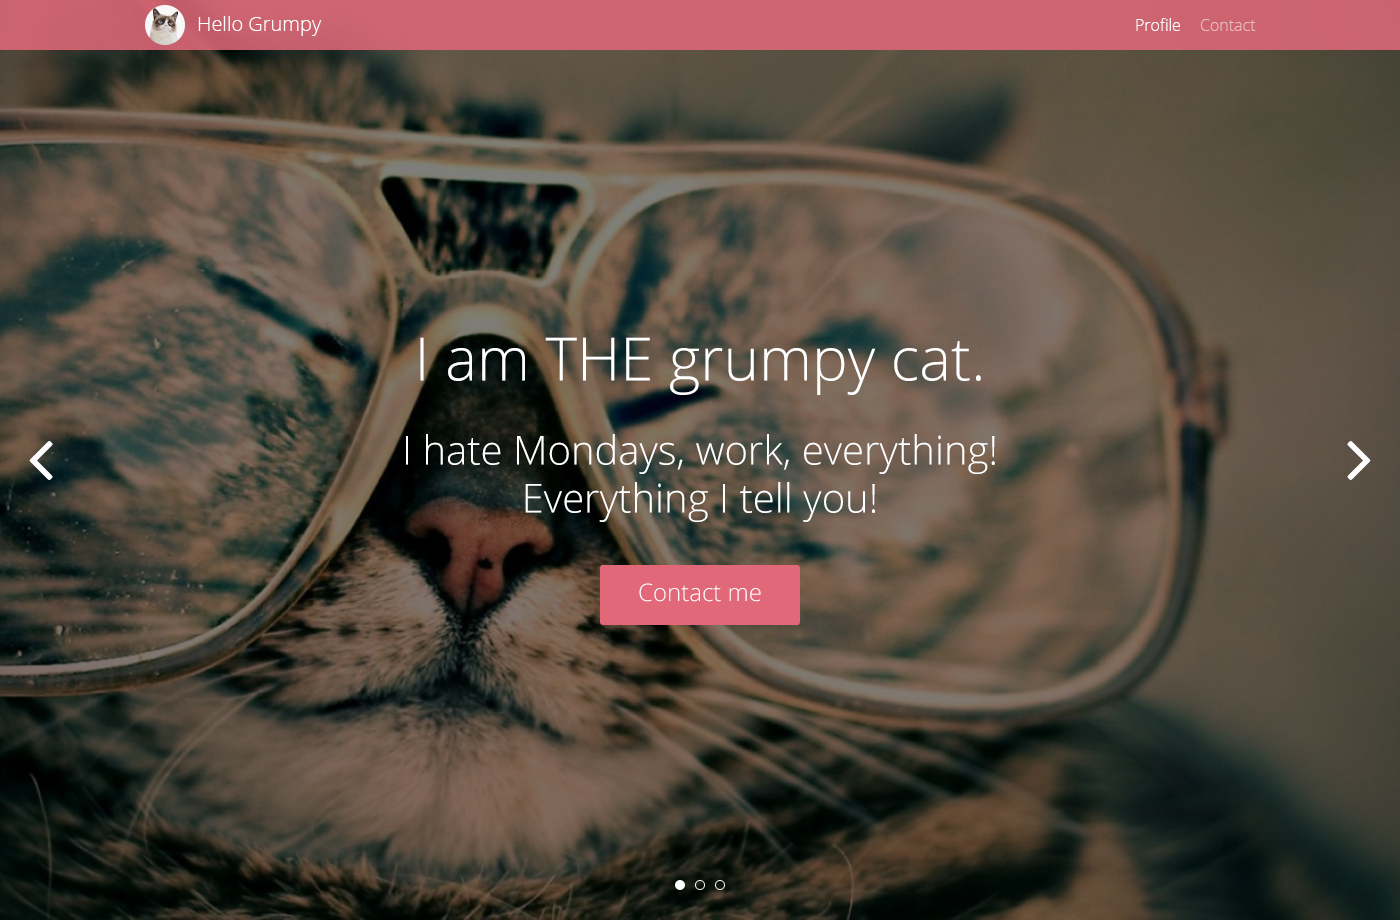 Hello Grumpy
Profile
Contact
I am THE grumpy cat.
I hate Mondays, work, everything!
Everything I tell you!
Contact me